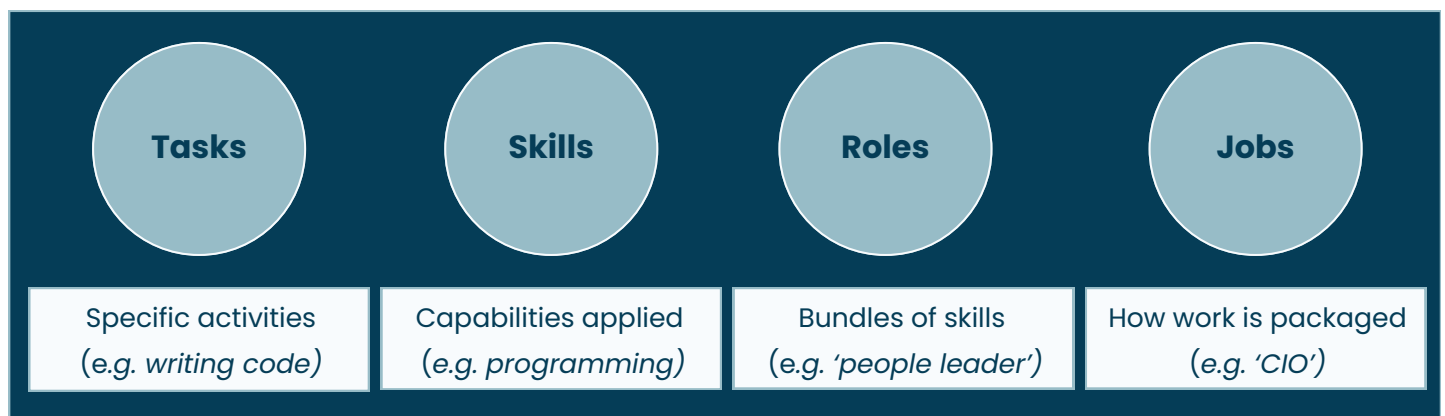 Tasks
Skills
Roles
Jobs
Specific activities
(e.g. writing code)
Capabilities applied
(e.g. programming)
Bundles of skills
(e.g. ‘people leader’)
How work is packaged
(e.g. ‘CIO’)